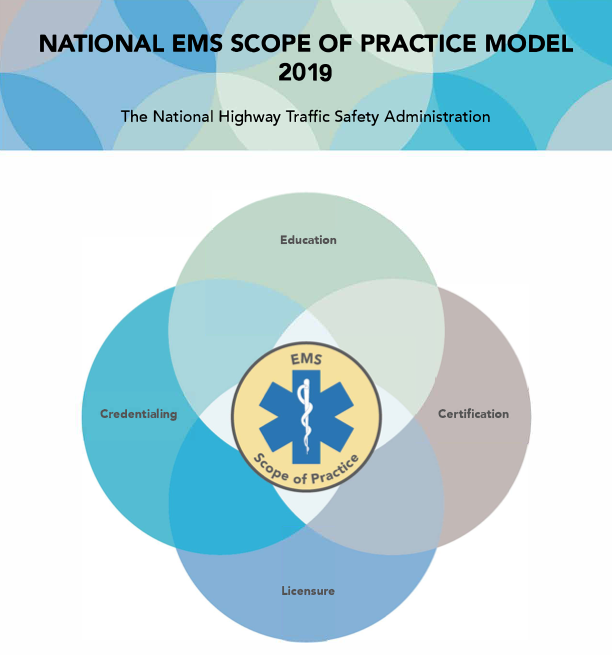 NATIONAL EMS SCOPE OF PRACTICE MODEL
2019
The National Highway Traffic Safety Administration
Education
EMS
Credentialing
Certification
Scope of Practice
Licensure